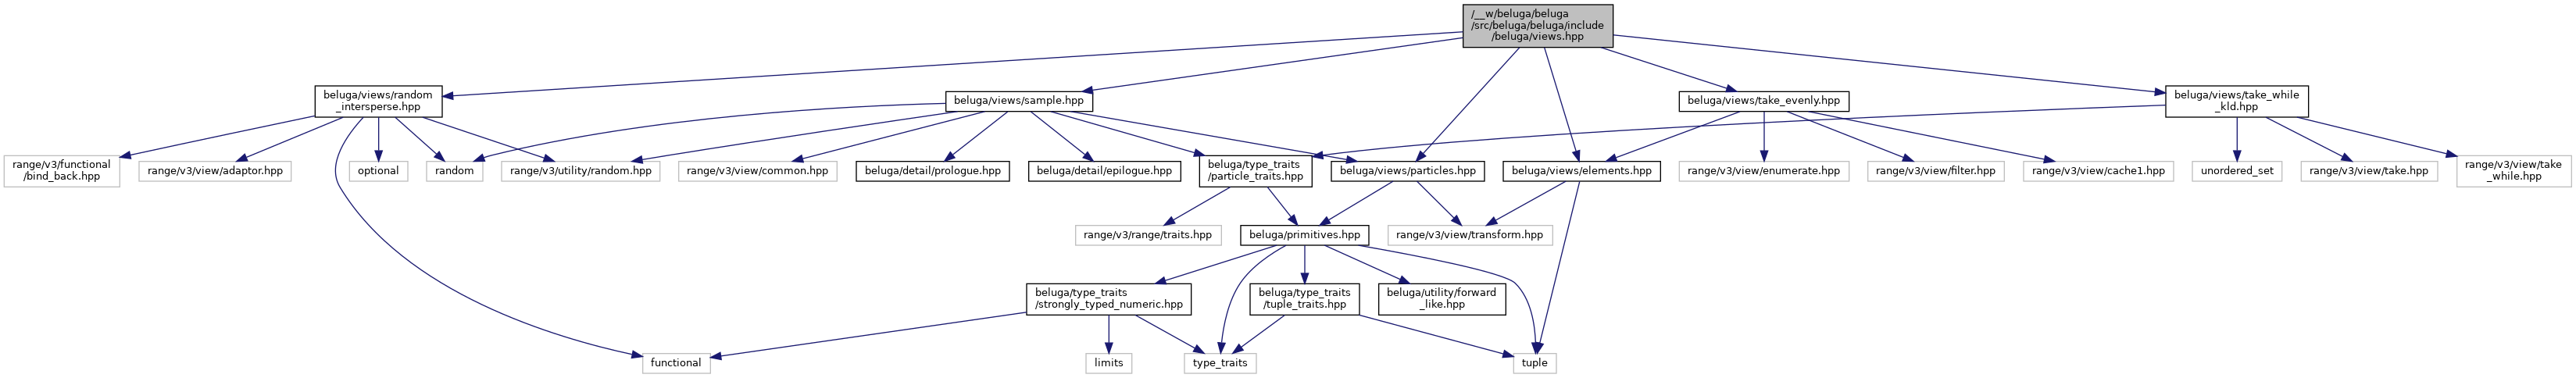 /__w/beluga/beluga
/src/beluga/beluga/include
/beluga/views.hpp
beluga/views/random
_intersperse.hpp
beluga/views/sample.hpp
beluga/views/take_evenly.hpp
beluga/views/take_while
_kld.hpp
range/v3/functional
/bind_back.hpp
range/v3/view/adaptor.hpp
optional
random
range/v3/utility/random.hpp
range/v3/view/common.hpp
beluga/detail/prologue.hpp
beluga/detail/epilogue.hpp
beluga/type_traits
/particle_traits.hpp
beluga/views/particles.hpp
beluga/views/elements.hpp
range/v3/view/enumerate.hpp
range/v3/view/filter.hpp
range/v3/view/cache1.hpp
unordered_set
range/v3/view/take.hpp
range/v3/view/take
_while.hpp
range/v3/range/traits.hpp
beluga/primitives.hpp
range/v3/view/transform.hpp
beluga/type_traits
/strongly_typed_numeric.hpp
beluga/type_traits
/tuple_traits.hpp
beluga/utility/forward
_like.hpp
functional
limits
type_traits
tuple